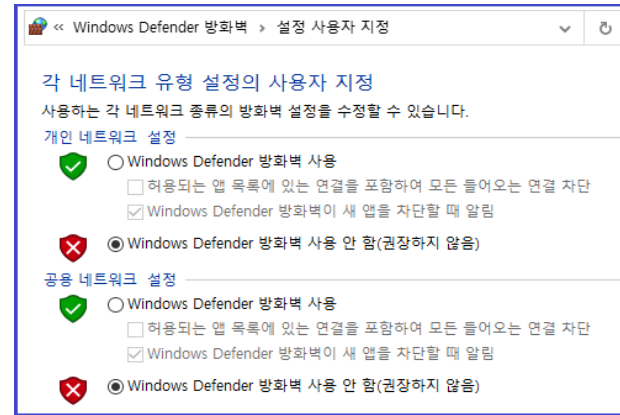 « Windows Defender 방화벽 › 설정 사용자 지정
각 네트워크 유형 설정의 사용자 지정
사용하는 각 네트워크 종류의 방화벽 설정을 수정할 수 있습니다.
개인 네트워크 설정
Windows Defender 방화벽 사용
허용되는 앱 목록에 있는 연결을 포함하여 모든 들어오는 연결 차단
Windows Defender 방화벽이 새 앱을 차단할 때 알림
Windows Defender 방화벽 사용 안 함(권장하지 않음)
공용 네트워크 설정
Windows Defender 방화벽 사용
허용되는 앱 목록에 있는 연결을 포함하여 모든 들어오는 연결 차단
Windows Defender 방화벽이 새 앱을 차단할 때 알림
Windows Defender 방화벽 사용 안 함(권장하지 않음)